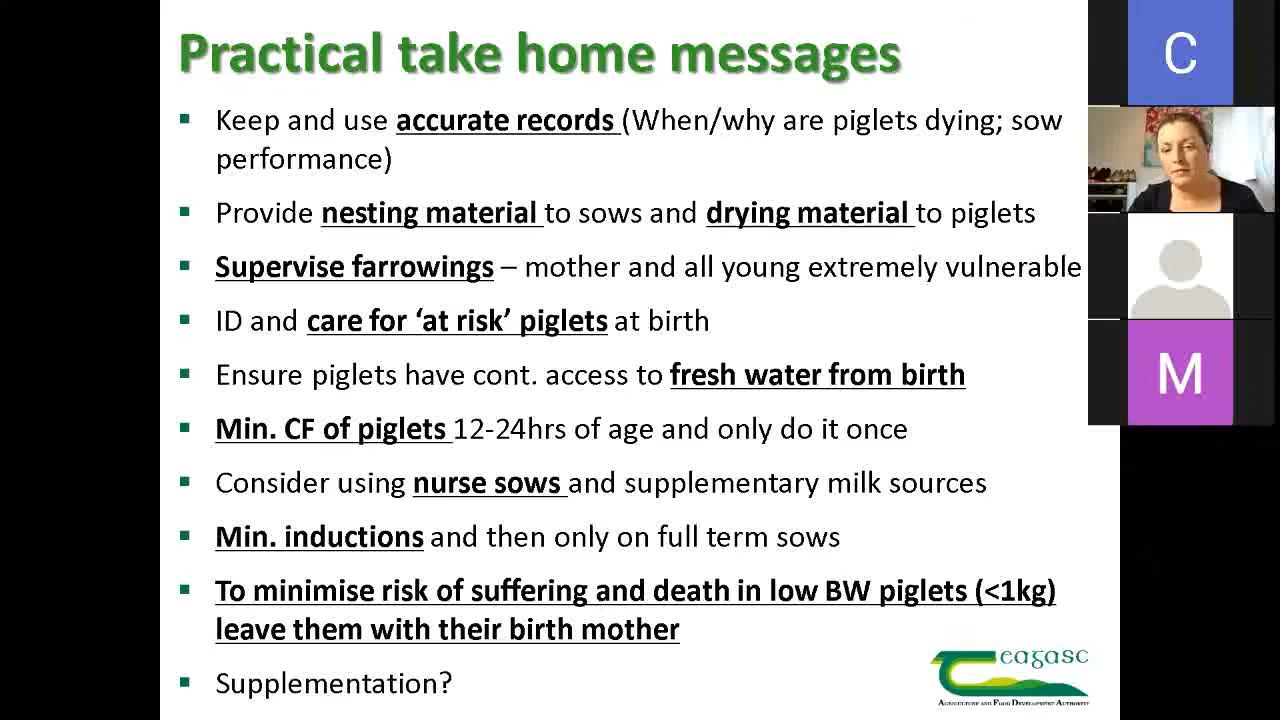 Practical take home messages
Keep and use accurate records (When/why are piglets dying; sow
performance)
Provide nesting material to sows and drying material to piglets
Supervise farrowings – mother and all young extremely vulnerable
ID and care for ‘at risk’ piglets at birth
Ensure piglets have cont. access to fresh water from birth
Min. CF of piglets 12-24hrs of age and only do it once
Consider using nurse sows and supplementary milk sources
Min. inductions and then only on full term sows
To minimise risk of suffering and death in low BW piglets (<1kg)
leave them with their birth mother
Supplementation?
Teagasc
Agriculture and Food Development Authority
C
M